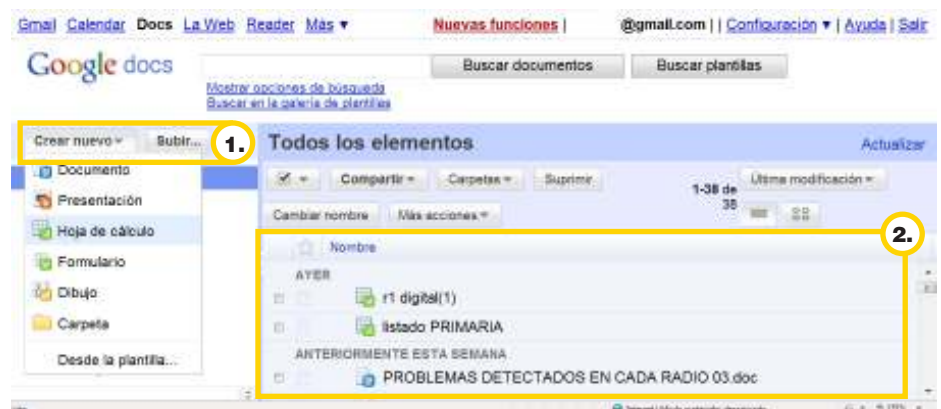 Gmail Calendar Docs La Web Reader Más ▼ Nuevas funciones | @gmail.com | | Configuración ▼ | Ayuda | Salir
Google docs Buscar documentos Buscar plantillas
Mostrar opciones de búsqueda
Buscar en la galería de plantillas
Crear nuevo Subir... 1. Todos los elementos Actualizar
Documento
Presentación
Hoja de cálculo
Formulario
Dibujo
Carpeta
Desde la plantilla...
Compartir Carpetas Suprimir 1-38 de 38 Última modificación
Cambiar nombre Más acciones
2.
Nombre
AYER
r1 digital(1)
listado PRIMARIA
ANTERIORMENTE ESTA SEMANA
PROBLEMAS DETECTADOS EN CADA RADIO 03.doc